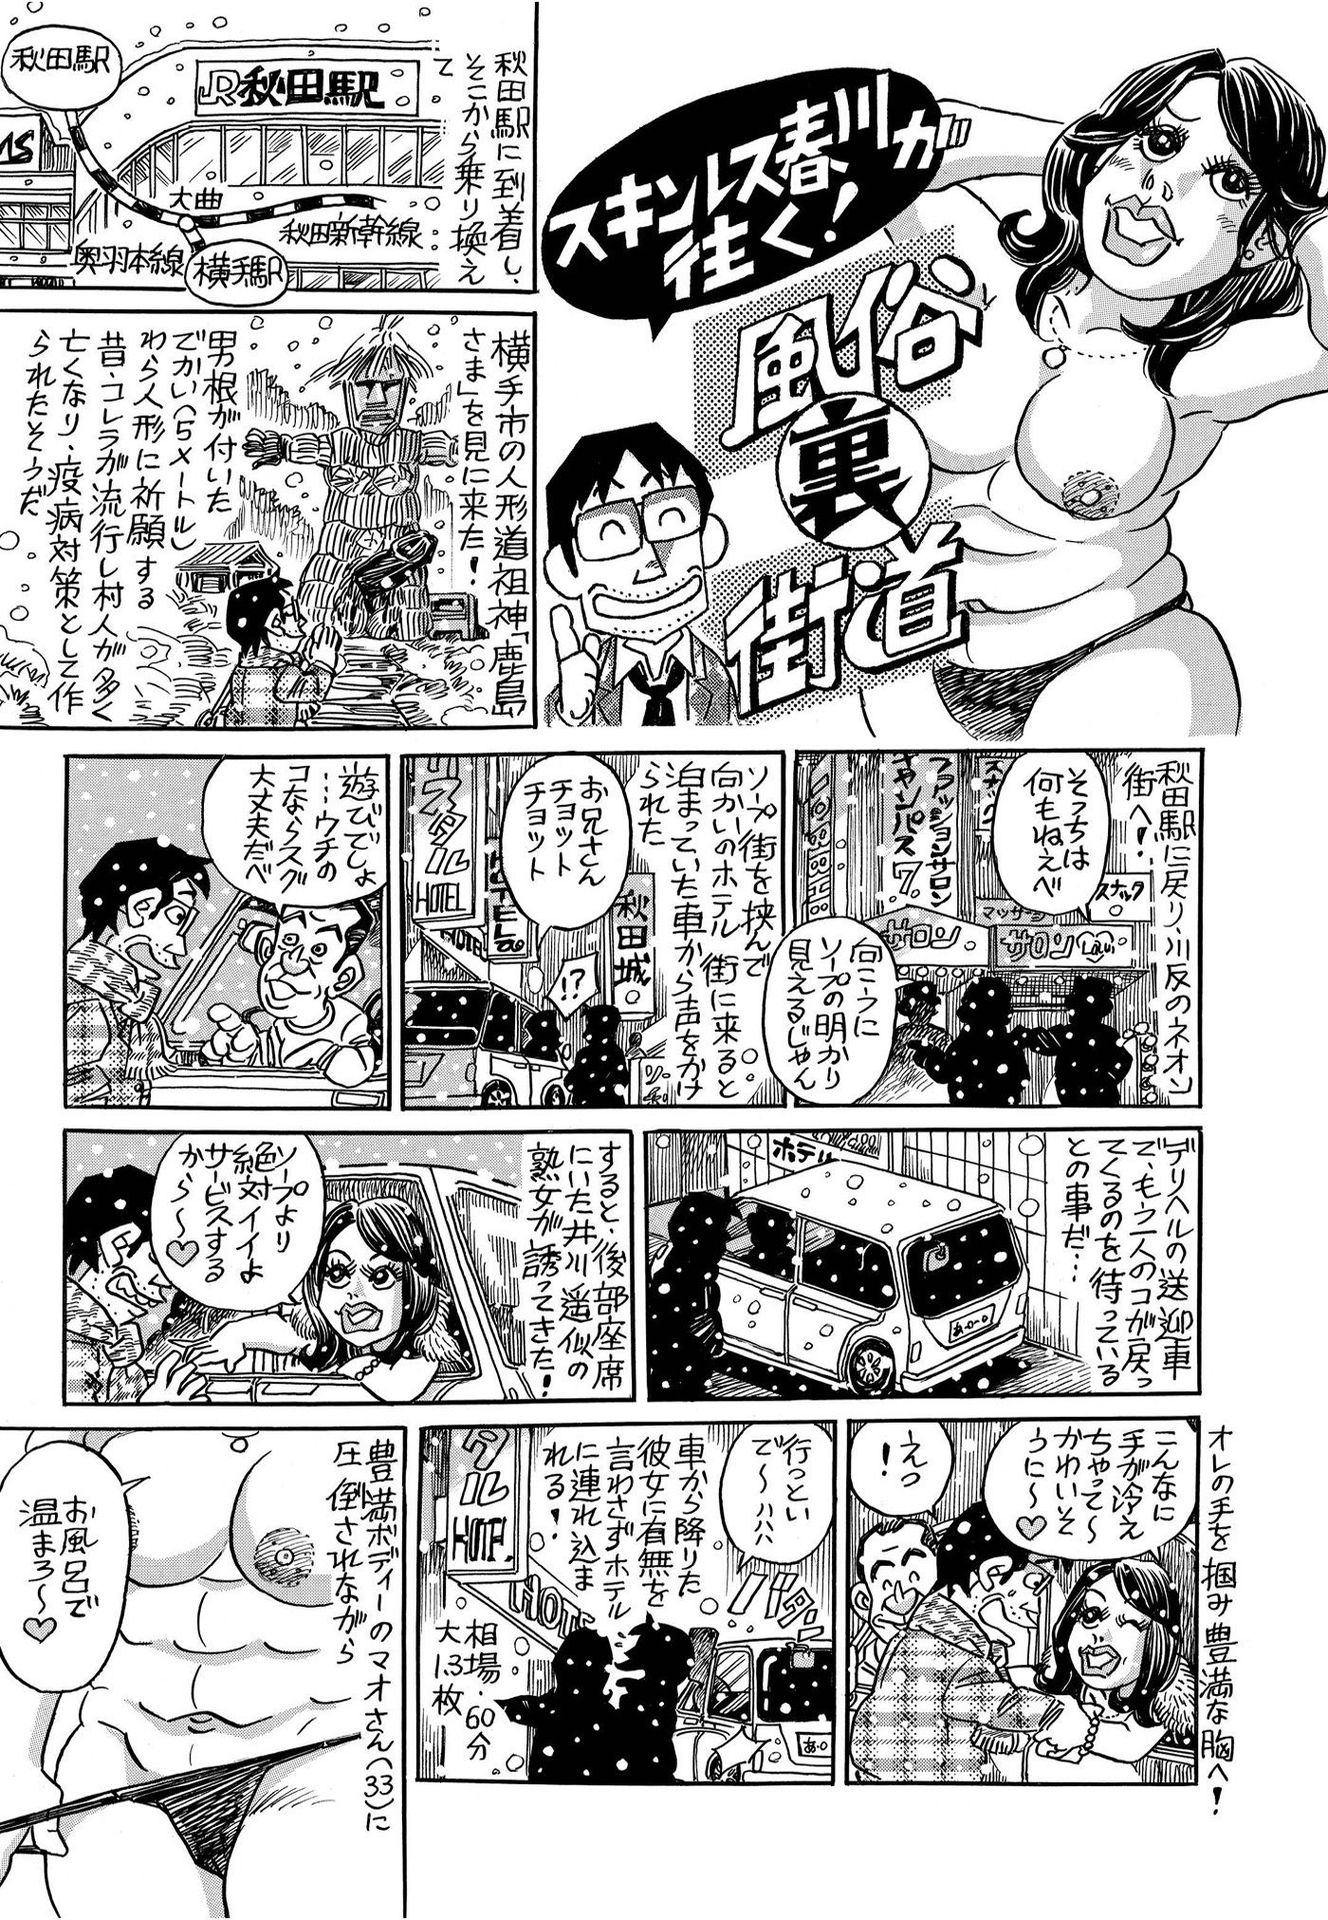 スキンレス春川が
往く!
風俗
裏
街道
秋田駅に到着し、
そこから乗り換え
て
秋田駅
JR秋田駅
大曲
秋田新幹線
奥羽本線
横手駅
横手市の人形道祖神「鹿島
さま」を見に来た!
男根が付いた
でかい(5メートル)
わら人形に祈願する
昔、コレラが流行し村人が多く
亡くなり、疫病対策として作
られたそうだ
秋田駅に戻り、川反のネオン
街へ!
そっちは
何もねえべ
向こうに
ソープの明かり
見えるじゃん
スナック
マッサージ
サロン
サロン
ファッションサロン
キャンパス
7
ソープ街を挟んで
向かいのホテル街に来ると
泊まっていた車から声をかけ
られた
お兄さん
チョット
チョット
!?
秋田城
HOTEL
HOTEL
遊びでしょ
…ウチの
コならスグ
大丈夫だべ
デリヘルの送迎車
で、もう一人のコが戻っ
てくるのを待っている
との事だ…
ホテル
あ・0-0
すると、後部座席
にいた井川遥似の
熟女が誘ってきた!
ソープより
絶対イイよ
サービスする
から～♡
オレの手を掴み豊満な胸へ!
こんなに
手が冷え
ちゃって～
かわいそ
うに～♡
えっ
!
行っとい
で～ハハハ
車から降りた
彼女に有無を
言わさずホテル
に連れ込ま
れる!
バタン
タル
HOTEL
HOTE
あ・0
相場・60分
大1.3枚
豊満ボディーのマオさん(33)に
圧倒されながら
お風呂で
温まろ～♡